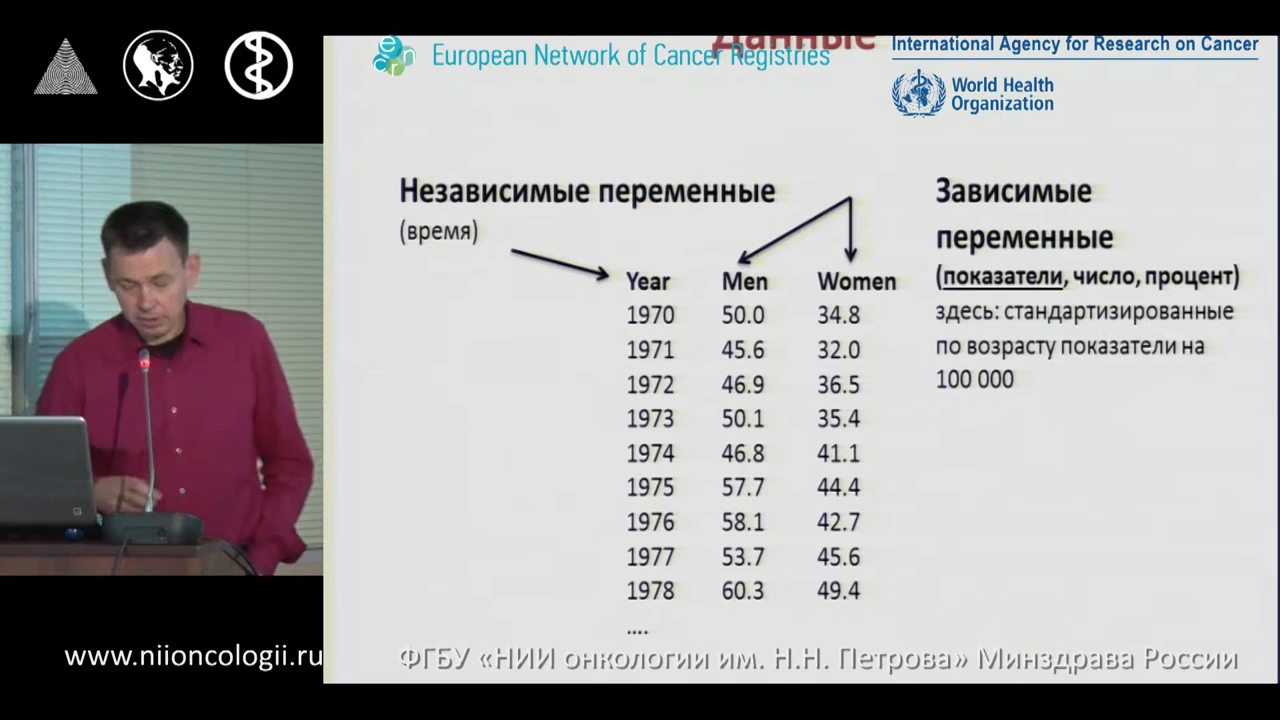 Данные
European Network of Cancer Registries
International Agency for Research on Cancer
World Health
Organization
Независимые переменные
(время)
Зависимые
переменные
(показатели, число, процент)
здесь: стандартизированные
по возрасту показатели на
100 000
Year Men Women
1970 50.0 34.8
1971 45.6 32.0
1972 46.9 36.5
1973 50.1 35.4
1974 46.8 41.1
1975 57.7 44.4
1976 58.1 42.7
1977 53.7 45.6
1978 60.3 49.4
....
www.niioncologii.ru
ФГБУ «НИИ онкологии им. Н.Н. Петрова» Минздрава России